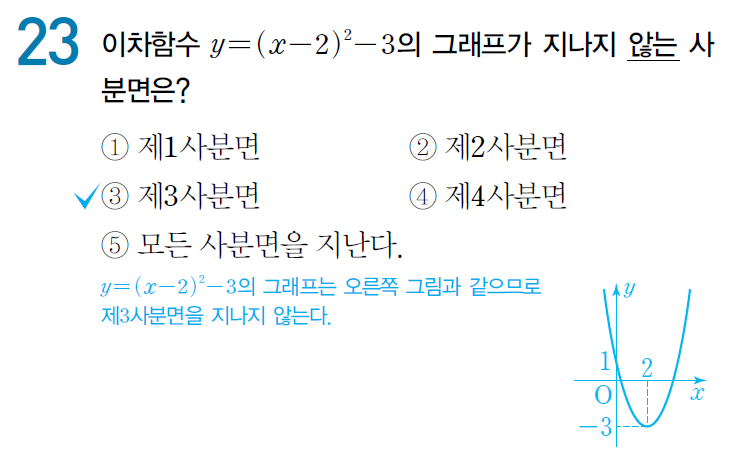 23 이차함수 y=(x-2)²-3의 그래프가 지나지 않는 사
분면은?
① 제1사분면 ② 제2사분면
③ 제3사분면 ④ 제4사분면
⑤ 모든 사분면을 지난다.
y=(x-2)²-3의 그래프는 오른쪽 그림과 같으므로
제3사분면을 지나지 않는다.
y
1 2
O x
-3